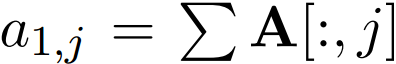 a_{1,j} = \sum \mathbf{A}[:, j]